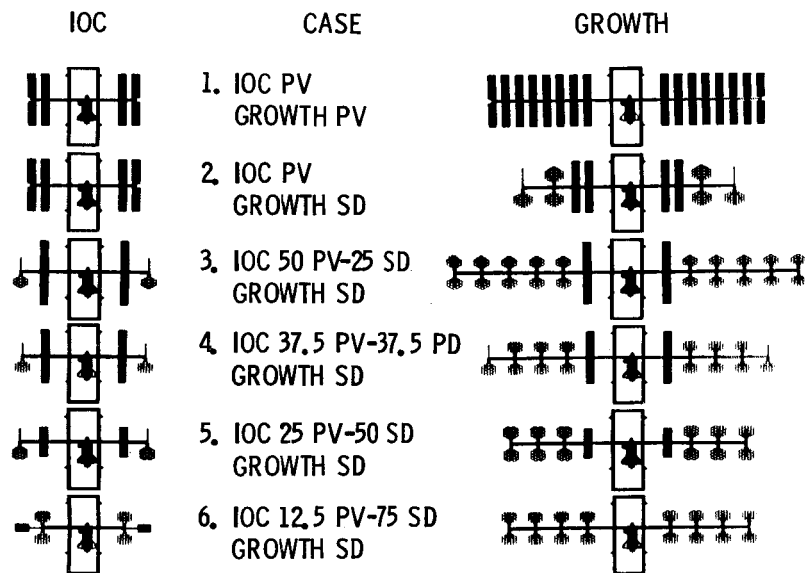 IOC CASE GROWTH
1. IOC PV
GROWTH PV
2. IOC PV
GROWTH SD
3. IOC 50 PV-25 SD
GROWTH SD
4. IOC 37.5 PV-37.5 PD
GROWTH SD
5. IOC 25 PV-50 SD
GROWTH SD
6. IOC 12.5 PV-75 SD
GROWTH SD